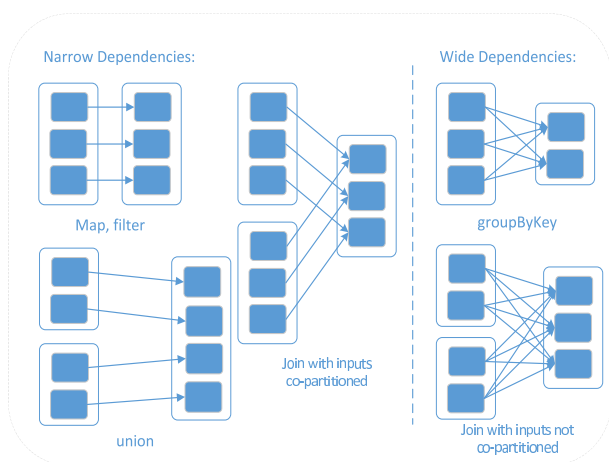 Narrow Dependencies:
Wide Dependencies:
Map, filter
groupByKey
Join with inputs
co-partitioned
union
Join with inputs not
co-partitioned